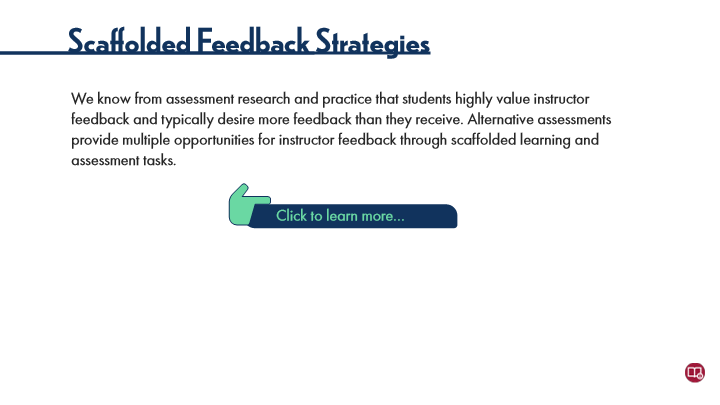 Scaffolded Feedback Strategies
We know from assessment research and practice that students highly value instructor
feedback and typically desire more feedback than they receive. Alternative assessments
provide multiple opportunities for instructor feedback through scaffolded learning and
assessment tasks.
Click to learn more...